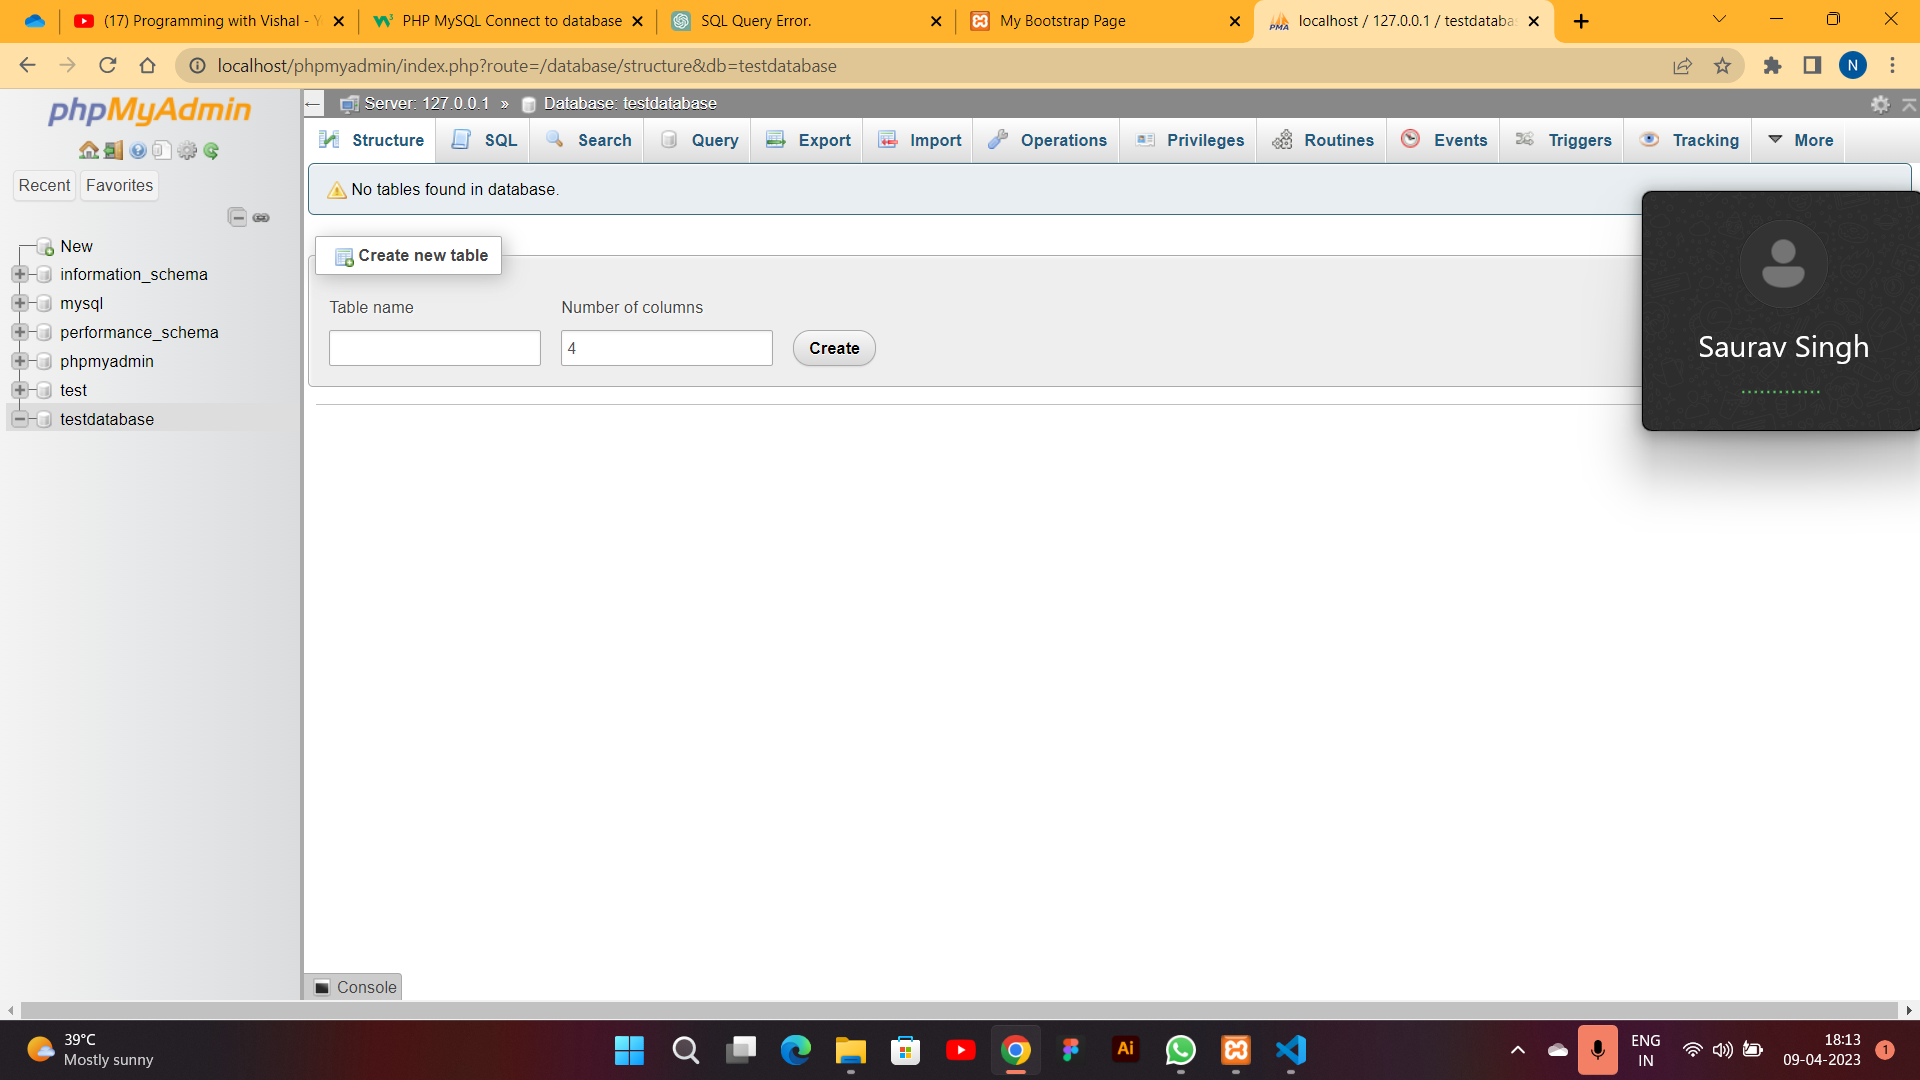 (17) Programming with Vishal - Y
PHP MySQL Connect to database
SQL Query Error.
My Bootstrap Page
PMA
localhost / 127.0.0.1 / testdataba
localhost/phpmyadmin/index.php?route=/database/structure&db=testdatabase
N
phpMyAdmin
Server: 127.0.0.1 » Database: testdatabase
Structure
SQL
Search
Query
Export
Import
Operations
Privileges
Routines
Events
Triggers
Tracking
More
Recent
Favorites
No tables found in database.
New
information_schema
mysql
performance_schema
phpmyadmin
test
testdatabase
Create new table
Table name
Number of columns
4
Create
Saurav Singh
Console
39°C
Mostly sunny
Ai
ENG
IN
18:13
09-04-2023
1